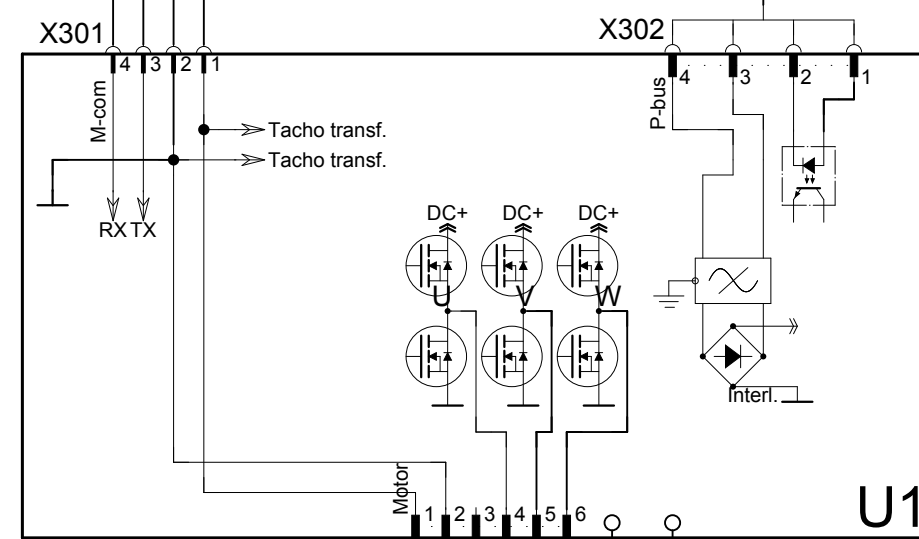 X301
X302
4 3 2 1
4 3 2 1
M-com
P-bus
Tacho transf.
Tacho transf.
RX TX
DC+ DC+ DC+
U V W
Interl.
Motor
1 2 3 4 5 6
U1